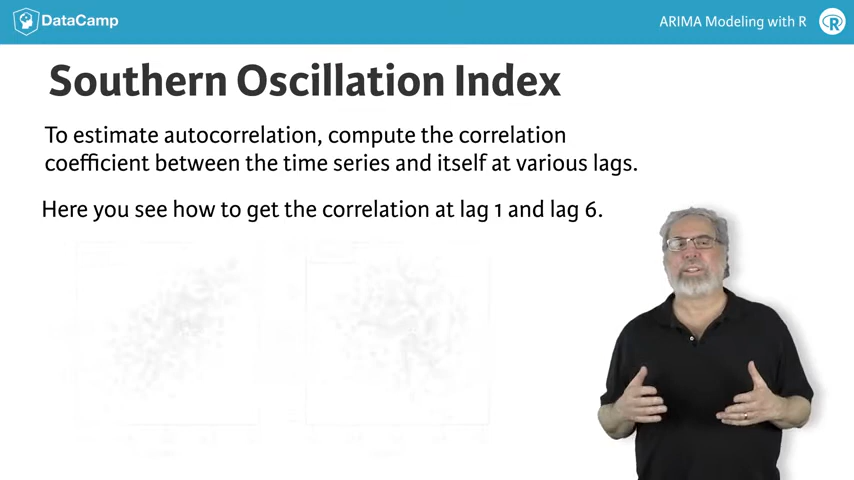 DataCamp
ARIMA Modeling with R
Southern Oscillation Index
To estimate autocorrelation, compute the correlation
coefficient between the time series and itself at various lags.
Here you see how to get the correlation at lag 1 and lag 6.